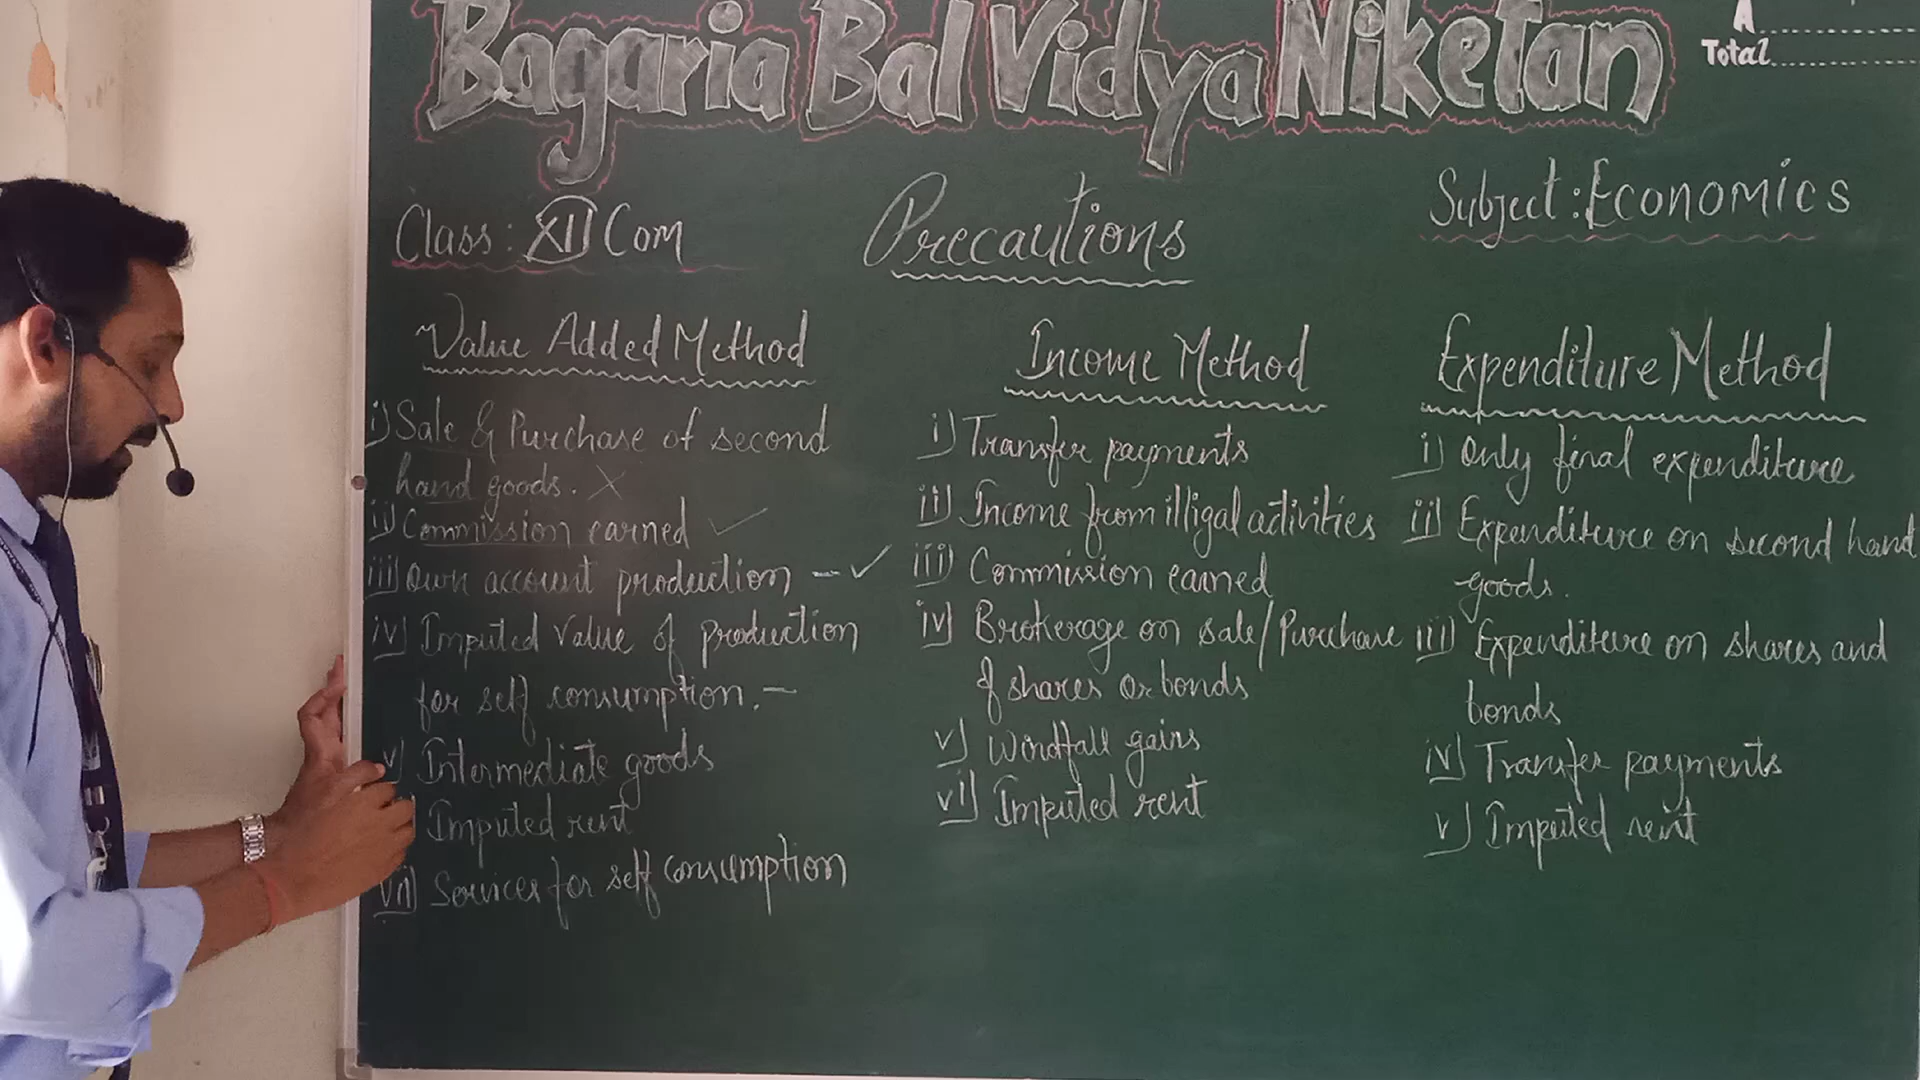 Bagaria Bal Vidya Niketan
A
Total
Class: XII Com
Precautions
Subject: Economics
Value Added Method
i) Sale & Purchase of second
hand goods. ✗
ii) Commission earned ✓
iii) Own account production - ✓
iv) Imputed Value of production
for self consumption. -
v) Intermediate goods
Imputed rent
vii) Services for self consumption
Income Method
i) Transfer payments
ii) Income from illigal activities
iii) Commission earned
iv) Brokerage on sale/Purchase
of shares or bonds
v) Windfall gains
vi) Imputed rent
Expenditure Method
i) Only final expenditure
ii) Expenditure on second hand
goods.
iii) Expenditure on shares and
bonds
iv) Transfer payments
v) Imputed rent